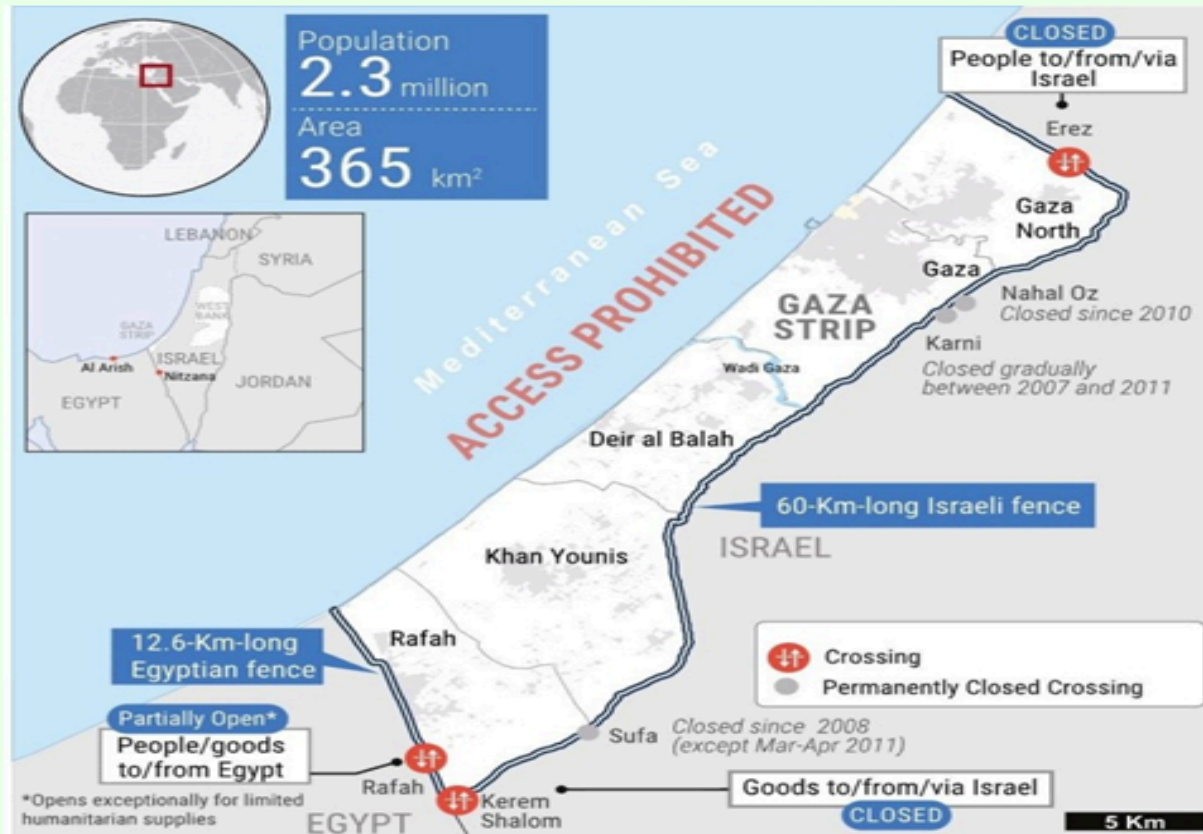 Population
2.3 million
Area
365 km²
CLOSED
People to/from/via
Israel
Erez
Gaza
North
Gaza
Nahal Oz
Closed since 2010
Karni
Closed gradually
between 2007 and 2011
GAZA
STRIP
Wadi Gaza
Mediterranean Sea
ACCESS PROHIBITED
LEBANON
SYRIA
WEST
BANK
GAZA
STRIP
ISRAEL
Al Arish
Nitzana
JORDAN
EGYPT
Deir al Balah
60-Km-long Israeli fence
ISRAEL
Khan Younis
Rafah
12.6-Km-long
Egyptian fence
Crossing
Permanently Closed Crossing
Partially Open*
People/goods
to/from Egypt
Rafah
*Opens exceptionally for limited
humanitarian supplies
EGYPT
Kerem
Shalom
Sufa
Closed since 2008
(except Mar-Apr 2011)
Goods to/from/via Israel
CLOSED
5 Km